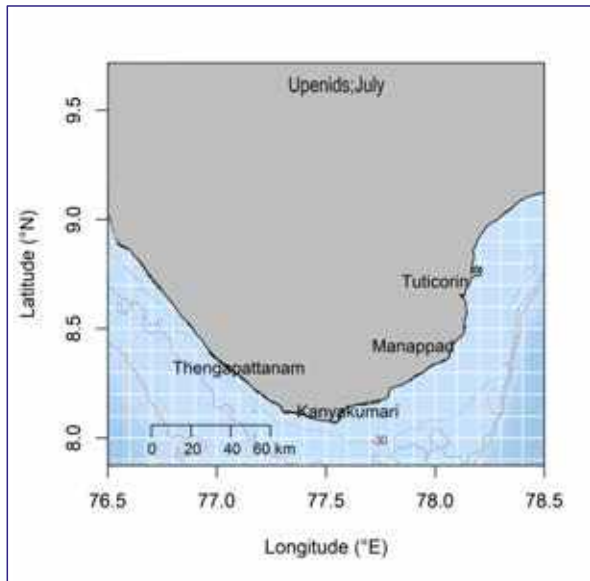 Upenids;July
9.5
9.0
8.5
8.0
Latitude (°N)
Tuticorin
Manappad
Thengapattanam
Kanyakumari
0 20 40 60 km
-30
76.5 77.0 77.5 78.0 78.5
Longitude (°E)